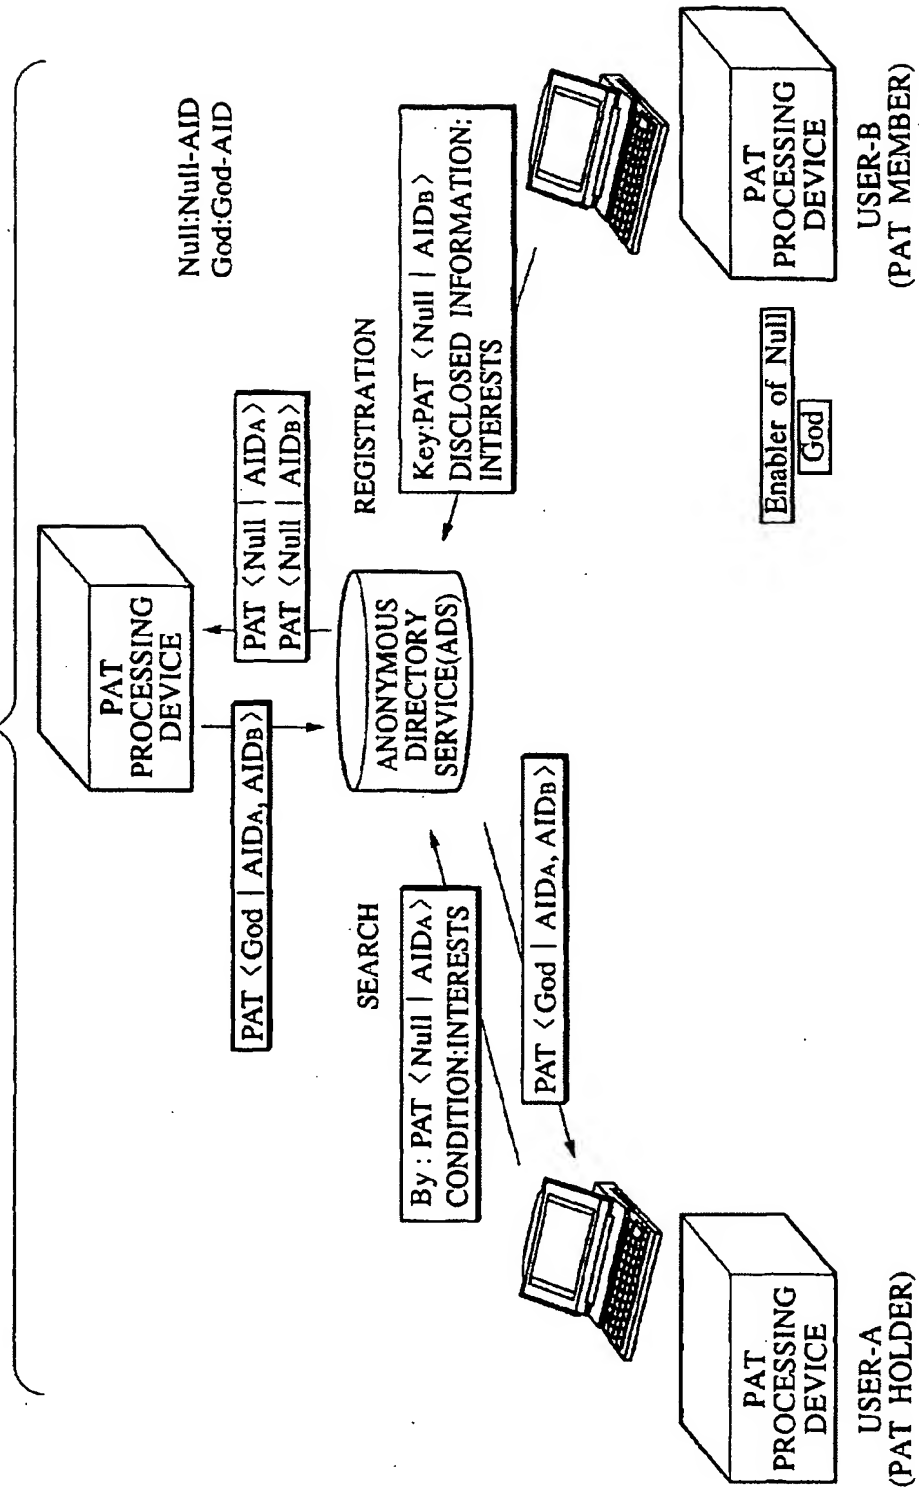 PAT
PROCESSING
DEVICE
Null:Null-AID
God:God-AID
PAT <God | AIDA, AIDB>
PAT <Null | AIDA>
PAT <Null | AIDB>
ANONYMOUS
DIRECTORY
SERVICE(ADS)
SEARCH
By : PAT <Null | AIDA>
CONDITION:INTERESTS
REGISTRATION
Key:PAT <Null | AIDB>
DISCLOSED INFORMATION:
INTERESTS
PAT <God | AIDA, AIDB>
PAT
PROCESSING
DEVICE
USER-A
(PAT HOLDER)
Enabler of Null
God
PAT
PROCESSING
DEVICE
USER-B
(PAT MEMBER)